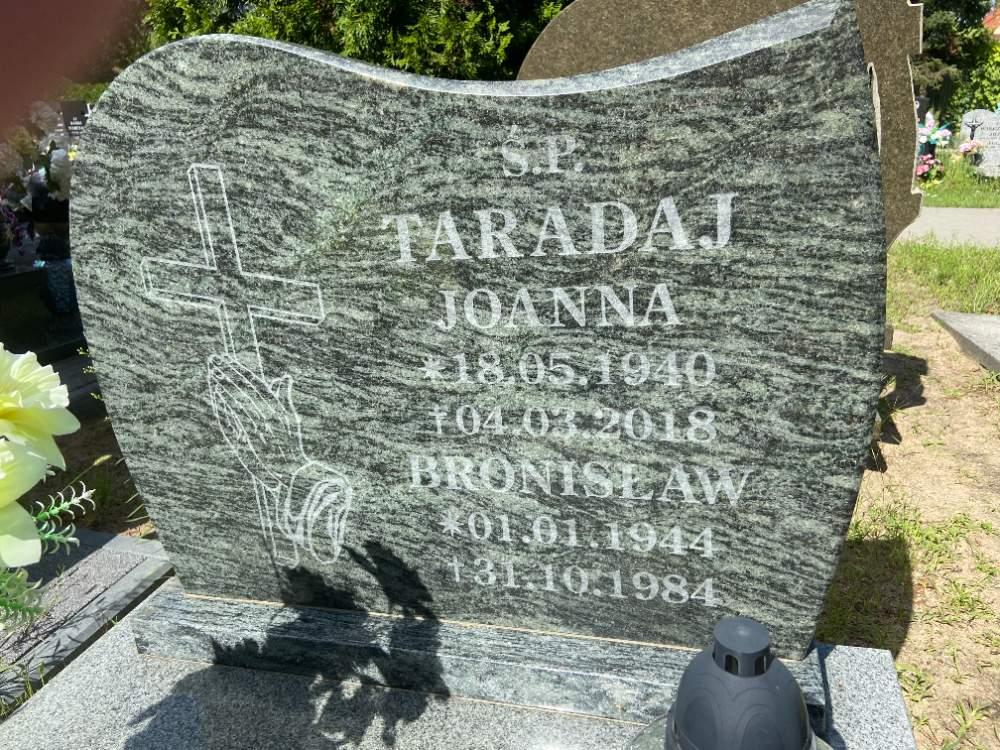 Ś.P.
TARADAJ
JOANNA
*18.05.1940
†04.03.2018
BRONISŁAW
*01.01.1944
†31.10.1984